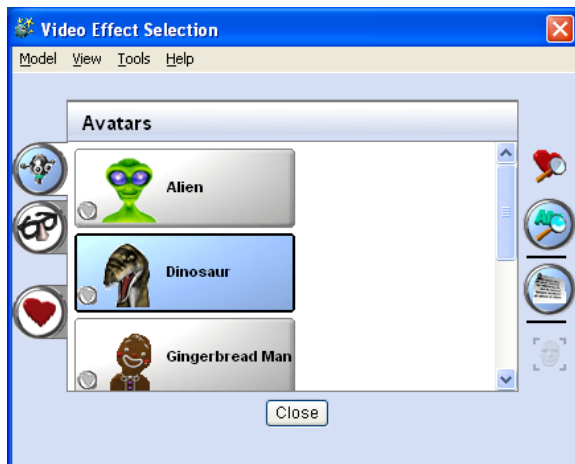 Video Effect Selection
Model View Tools Help
Avatars
Alien
Dinosaur
Gingerbread Man
Close